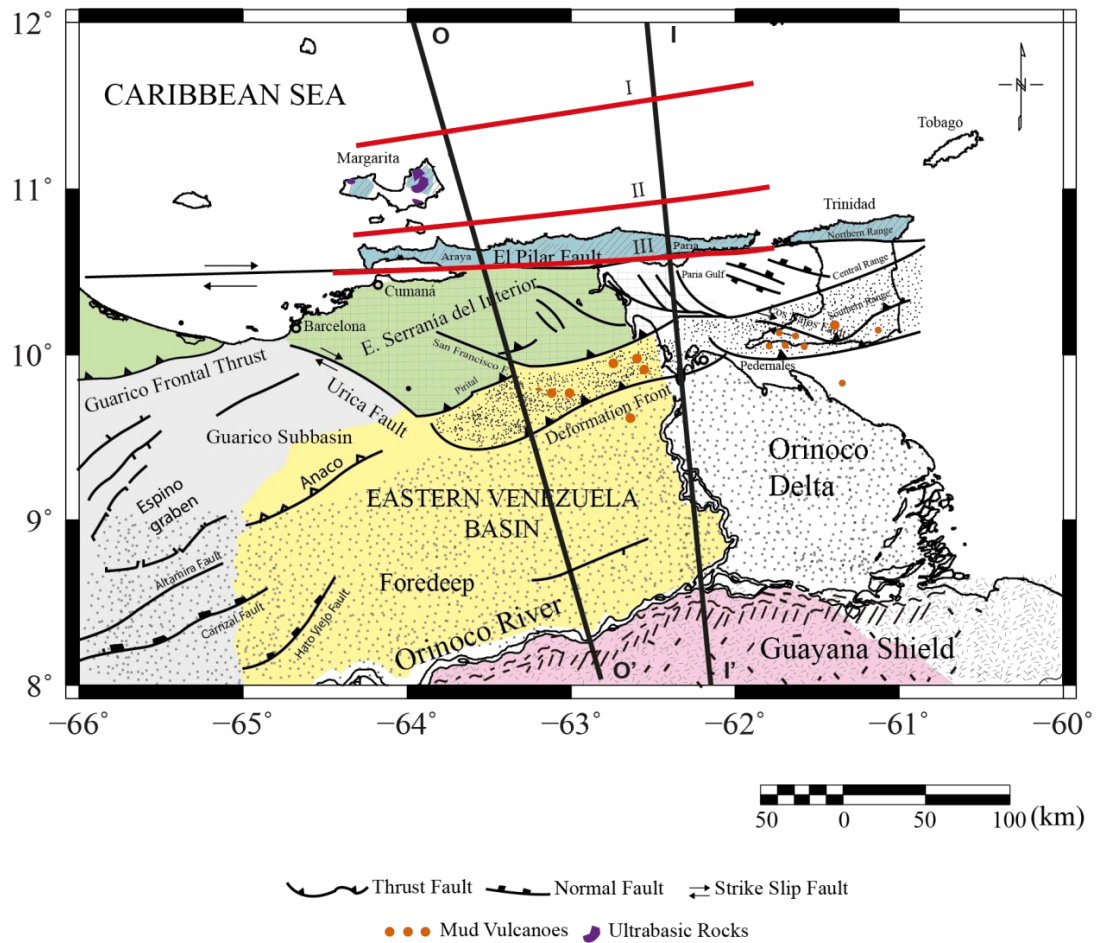 12°
O
I
CARIBBEAN SEA
I
N
Tobago
Margarita
11°
II
Trinidad
Northern Range
Araya
El Pilar Fault
III
Paria
Central Range
Paria Gulf
Cumaná
E. Serranía del Interior
Southern Range
Barcelona
10°
San Francisco F
Pedernales
Guarico Frontal Thrust
Pirital
Urica Fault
Deformation Front
Guarico Subbasin
Orinoco
Delta
Anaco
Espino
graben
EASTERN VENEZUELA
BASIN
9°
Altamira Fault
Foredeep
Carrizal Fault
Hato Viejo Fault
Orinoco River
Guayana Shield
8°
O'
I'
−66°
−65°
−64°
−63°
−62°
−61°
−60°
50
0
50
100 (km)
Thrust Fault
Normal Fault
Strike Slip Fault
Mud Vulcanoes
Ultrabasic Rocks